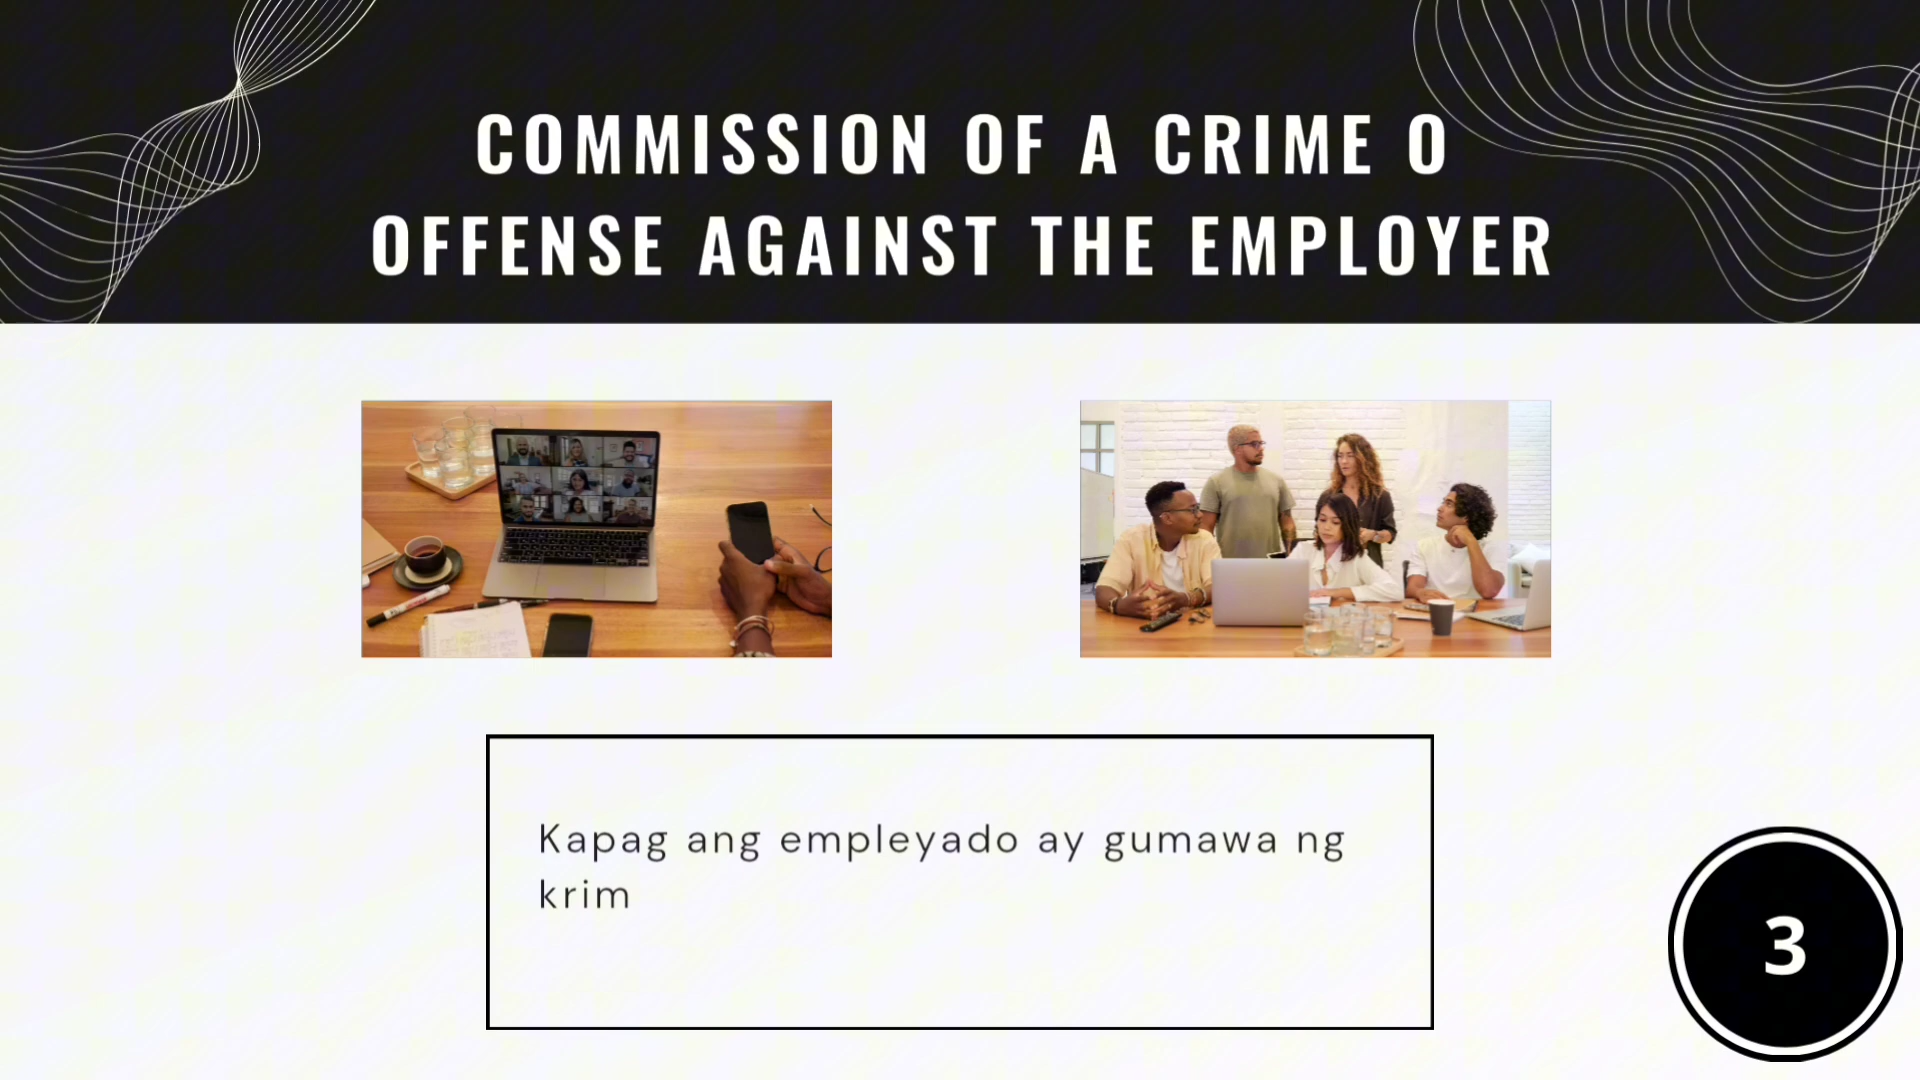 COMMISSION OF A CRIME O
OFFENSE AGAINST THE EMPLOYER
Kapag ang empleyado ay gumawa ng
krim
3